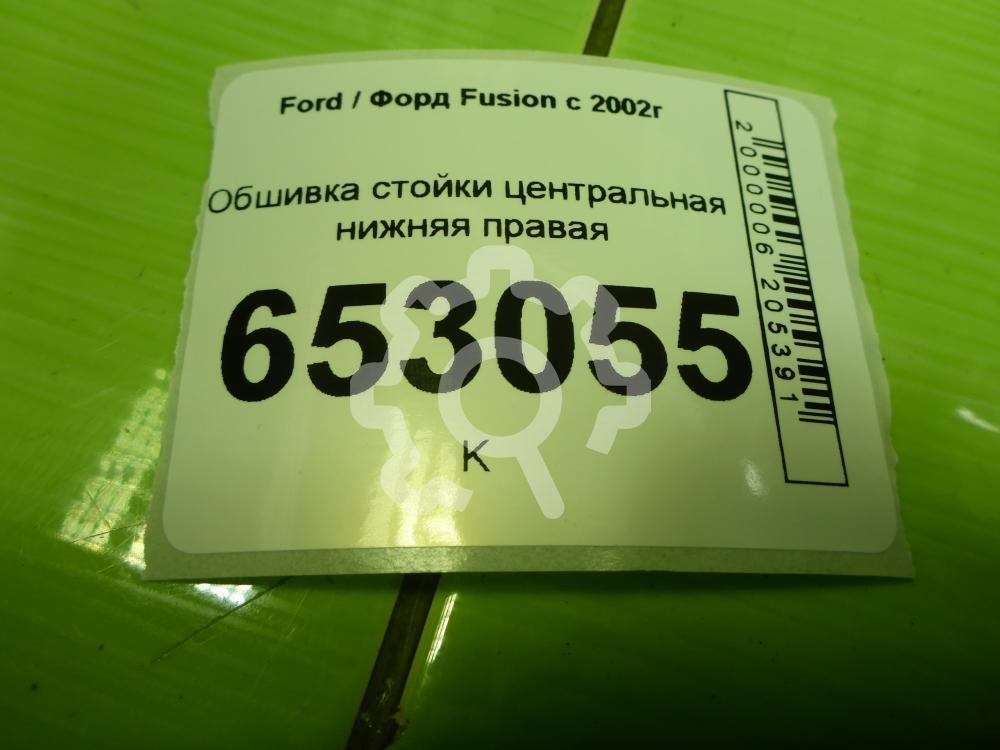 Ford / Форд Fusion с 2002г
Обшивка стойки центральная
нижняя правая
653055
К
2000006205391